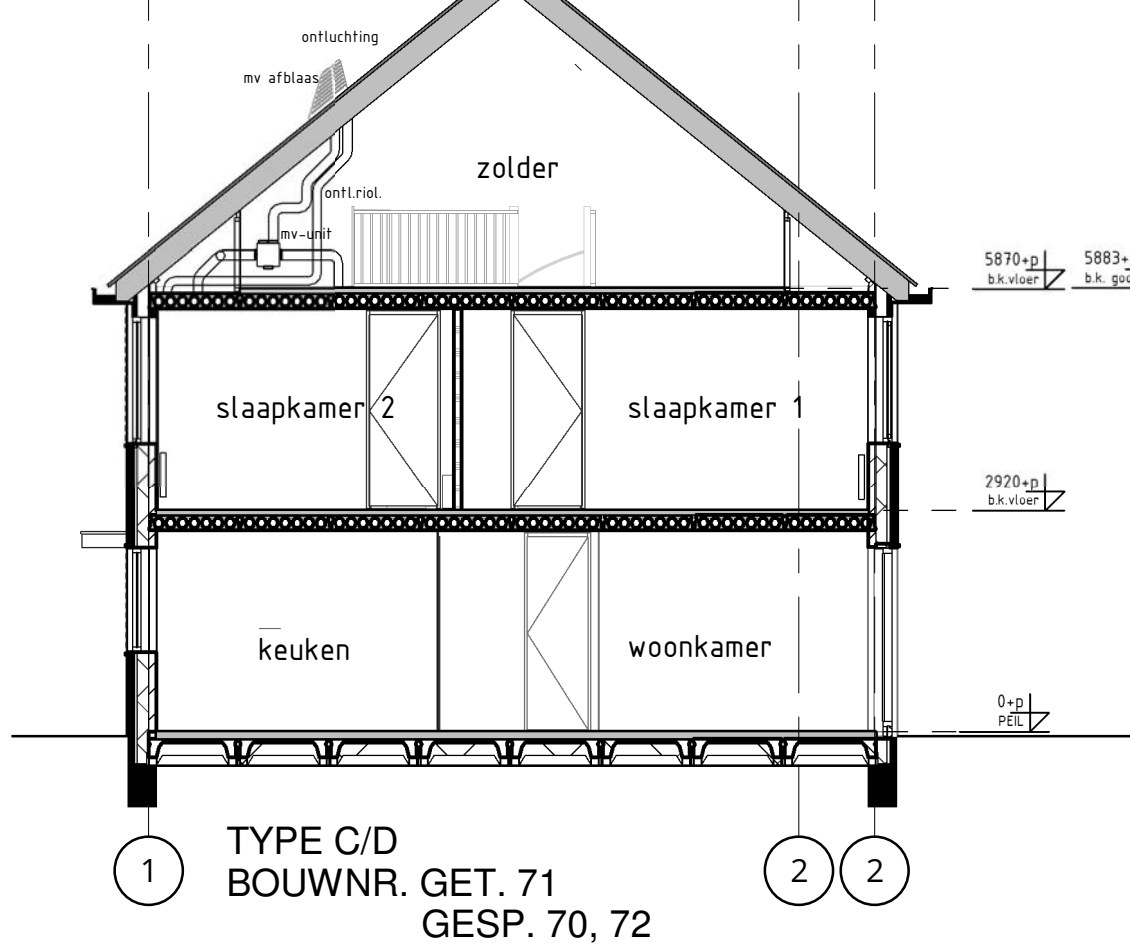 ontluchting
mv afblaas
zolder
ontl.riol.
mv-unit
5870+p
b.k.vloer
5883+
b.k.
slaapkamer 2
slaapkamer 1
2920+p
b.k.vloer
keuken
woonkamer
0+p
PEIL
1
2
2
TYPE C/D
BOUWNR. GET. 71
GESP. 70, 72